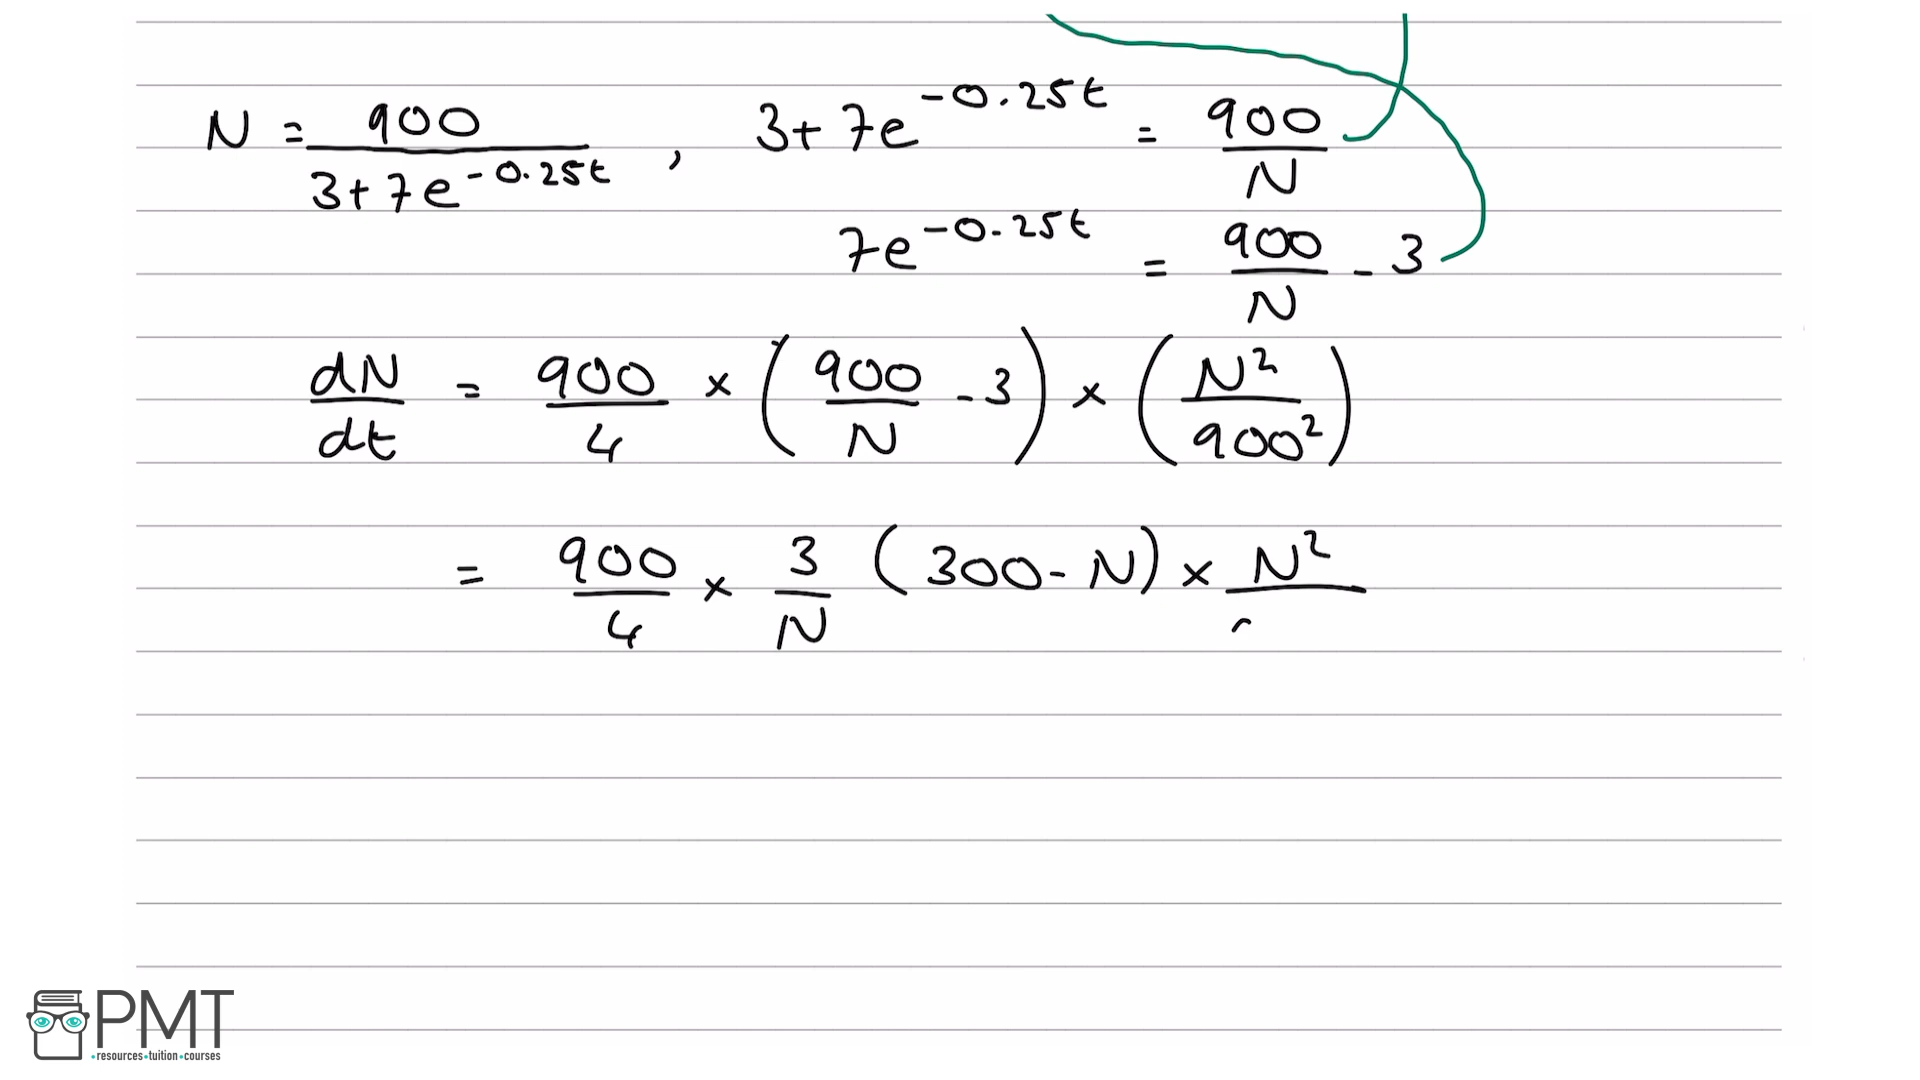 N = 900 / (3+7e^-0.25t) , 3+7e^-0.25t = 900/N
7e^-0.25t = 900/N - 3
dN/dt = 900/4 × (900/N - 3) × (N²/900²)
= 900/4 × 3/N (300-N) × N²/
PMT
•resources•tuition•courses